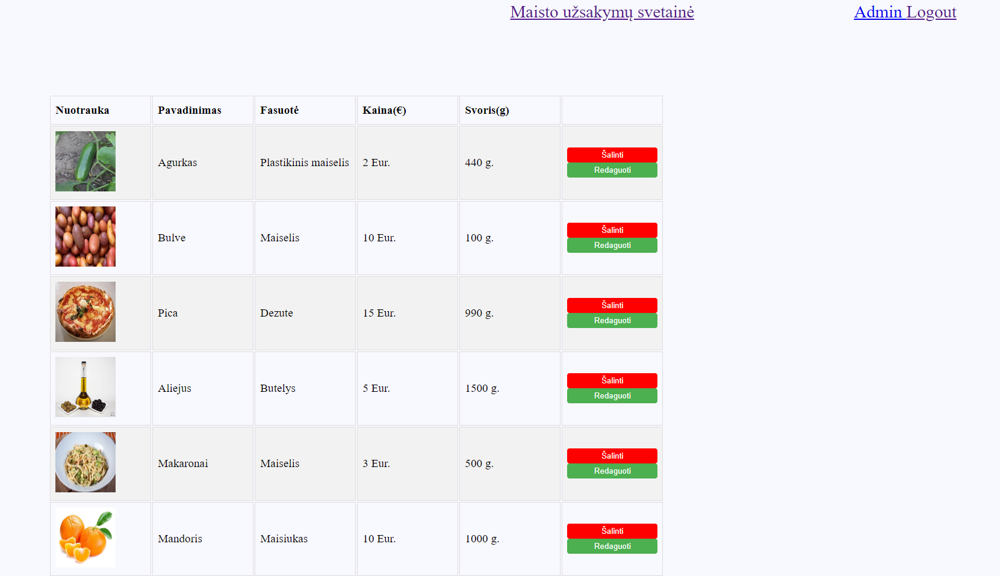 Maisto užsakymų svetainė Admin Logout
Nuotrauka Pavadinimas Fasuotė Kaina(€) Svoris(g)
Agurkas Plastikinis maiselis 2 Eur. 440 g. Šalinti
Redaguoti
Bulve Maiselis 10 Eur. 100 g. Šalinti
Redaguoti
Pica Dezute 15 Eur. 990 g. Šalinti
Redaguoti
Aliejus Butelys 5 Eur. 1500 g. Šalinti
Redaguoti
Makaronai Maiselis 3 Eur. 500 g. Šalinti
Redaguoti
Mandoris Maisiukas 10 Eur. 1000 g. Šalinti
Redaguoti